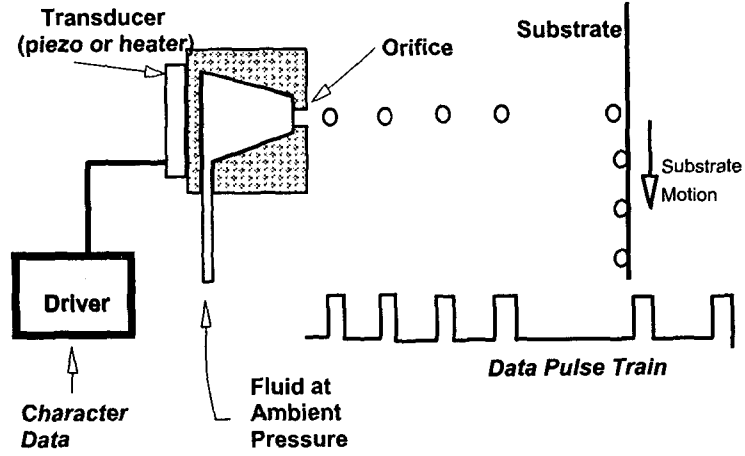 Transducer
(piezo or heater)
Orifice
Substrate
Substrate
Motion
Driver
Data Pulse Train
Character
Data
Fluid at
Ambient
Pressure